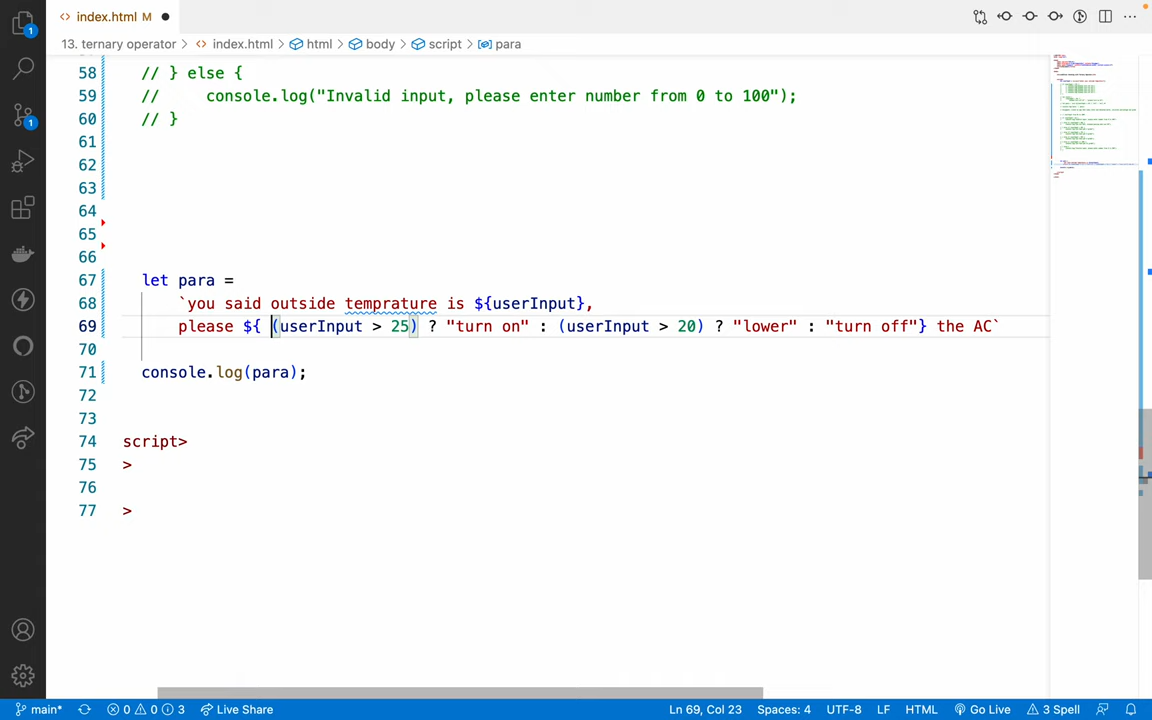 index.html M
13. ternary operator > index.html > html > body > script > para
58 // } else {
59 //     console.log("Invalid input, please enter number from 0 to 100");
60 // }
61
62
63
64
65
66
67 let para =
68 `you said outside temprature is ${userInput},
69 please ${ (userInput > 25) ? "turn on" : (userInput > 20) ? "lower" : "turn off"} the AC`
70
71 console.log(para);
72
73
74 script>
75 >
76
77 >
1
1
main* 0 0 3 Live Share Ln 69, Col 23 Spaces: 4 UTF-8 LF HTML Go Live 3 Spell